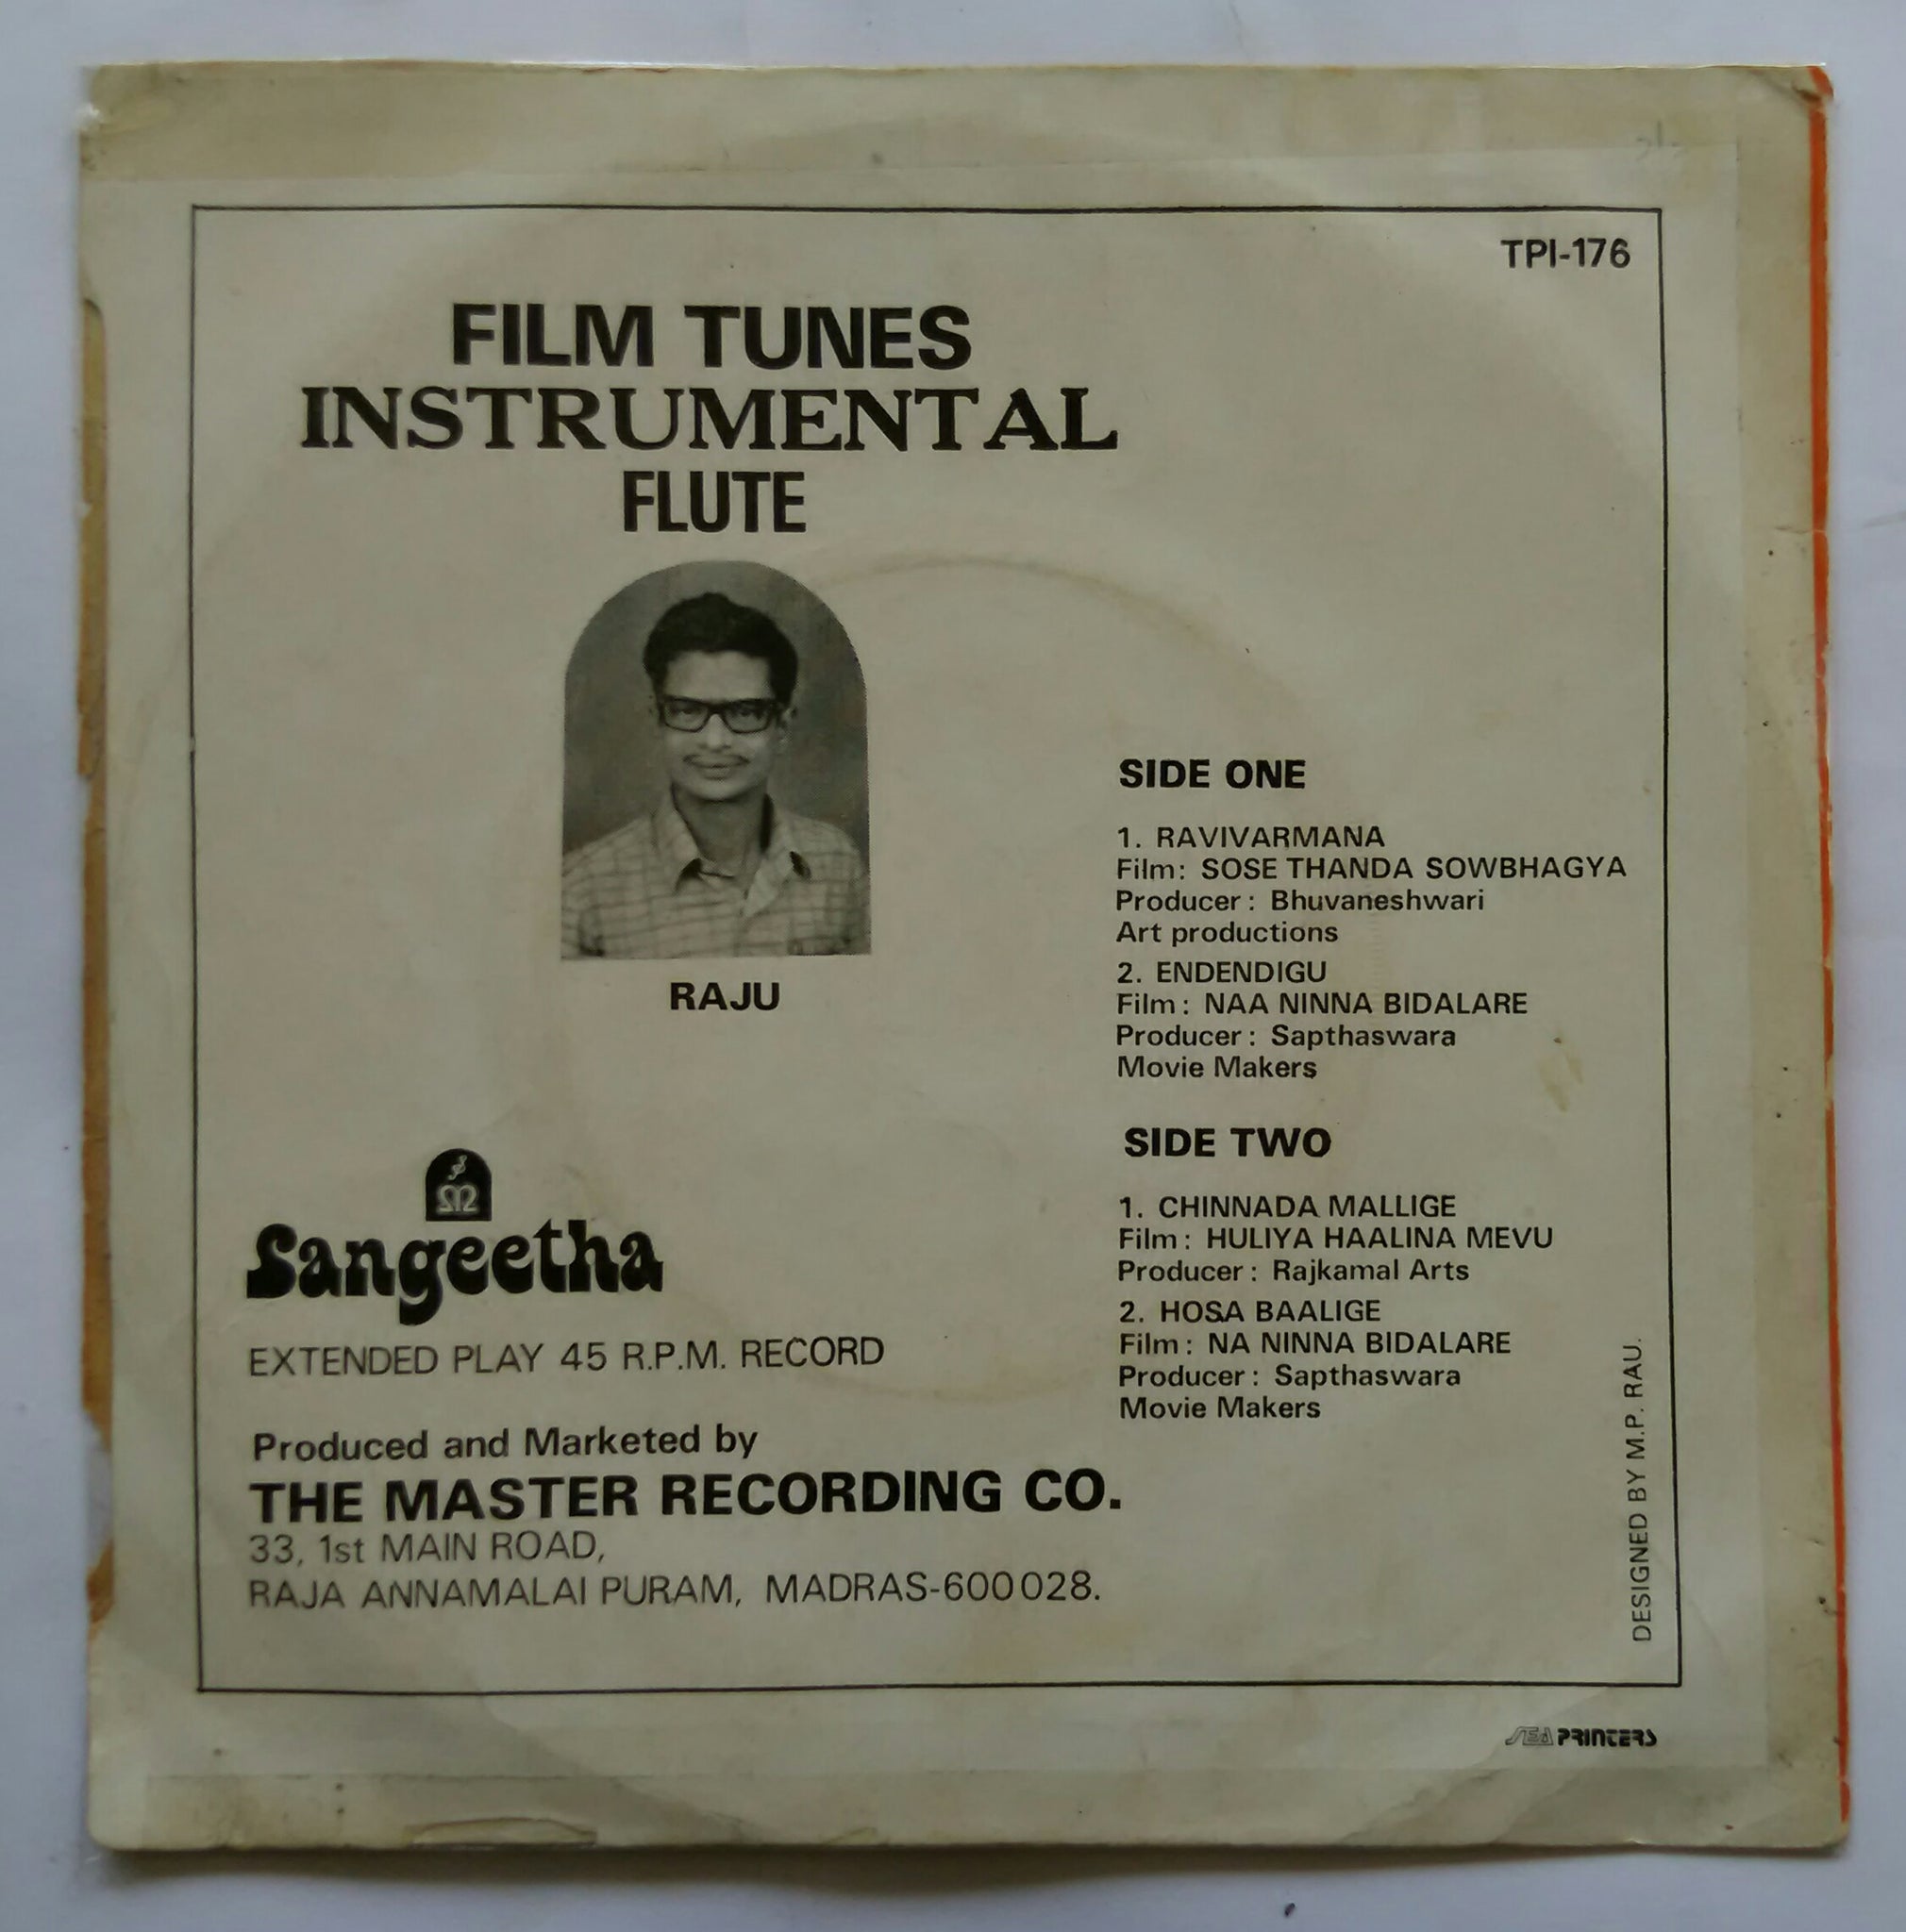 TPI-176
FILM TUNES
INSTRUMENTAL
FLUTE
RAJU
SIDE ONE
1. RAVIVARMANA
Film: SOSE THANDA SOWBHAGYA
Producer: Bhuvaneshwari
Art productions
2. ENDENDIGU
Film: NAA NINNA BIDALARE
Producer: Sapthaswara
Movie Makers
SIDE TWO
1. CHINNADA MALLIGE
Film: HULIYA HAALINA MEVU
Producer: Rajkamal Arts
2. HOSA BAALIGE
Film: NA NINNA BIDALARE
Producer: Sapthaswara
Movie Makers
Sangeetha
EXTENDED PLAY 45 R.P.M. RECORD
Produced and Marketed by
THE MASTER RECORDING CO.
33, 1st MAIN ROAD,
RAJA ANNAMALAI PURAM, MADRAS-600028.
DESIGNED BY M.P. RAU.
SEA PRINTERS